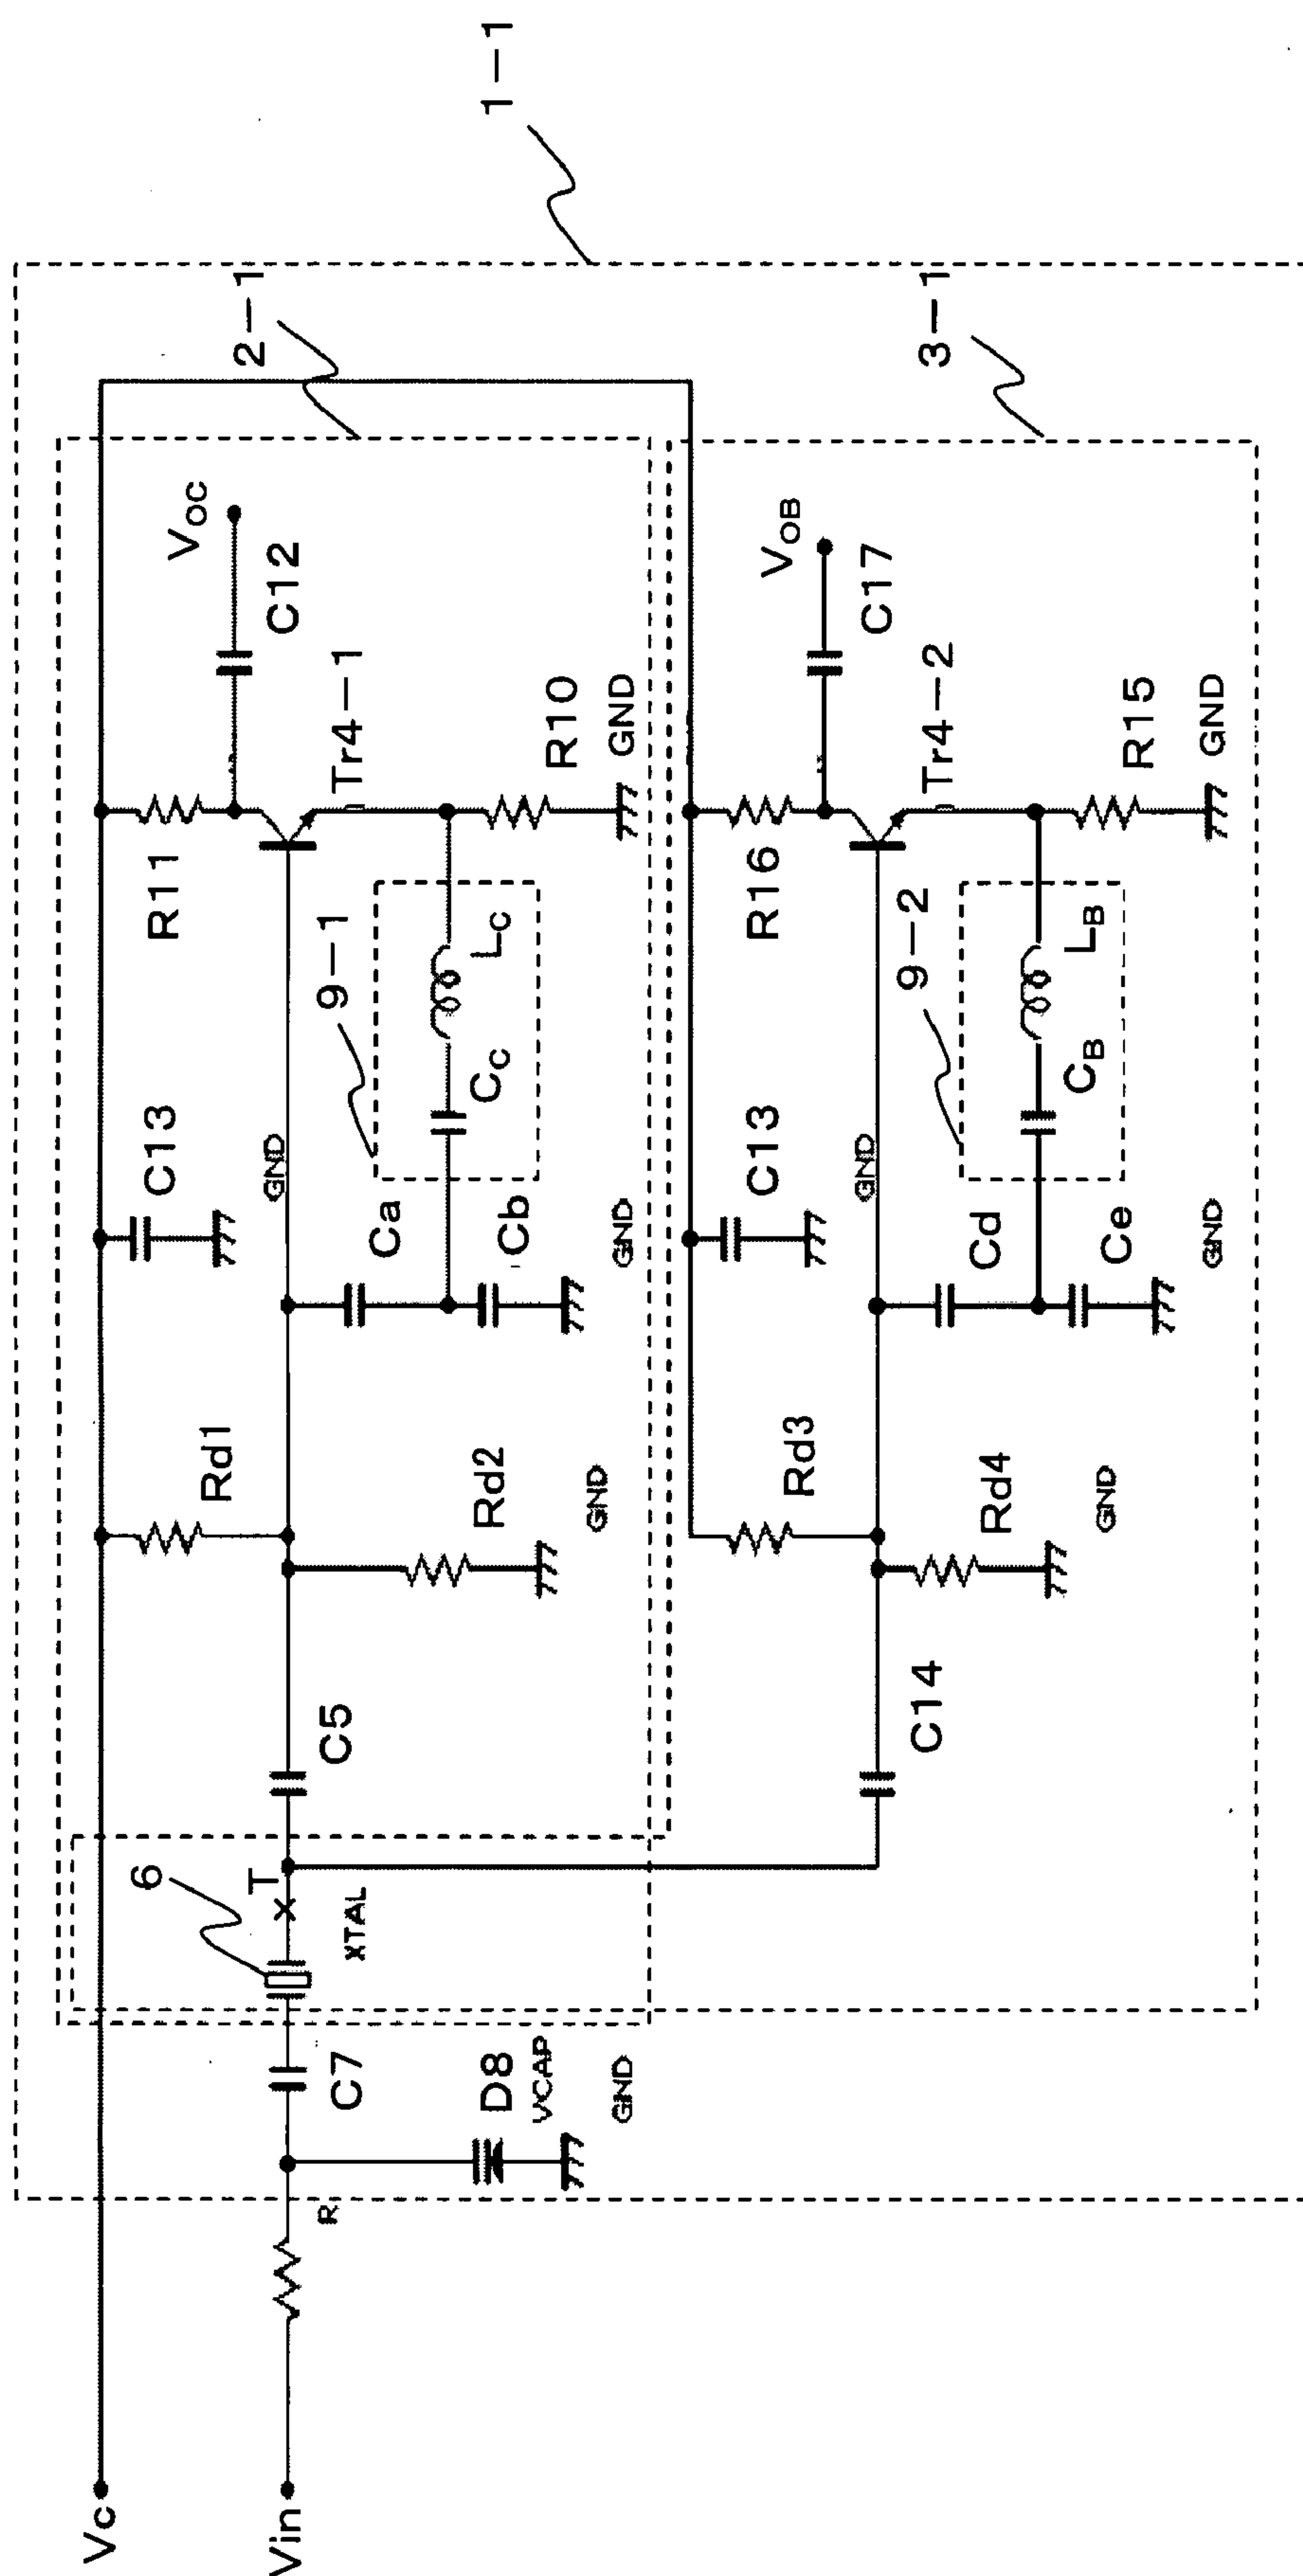 1-1
2-1
3-1
Vc
Vin
R
C7
D8
VCAP
GND
6
T
XTAL
C5
Rd1
Rd2
GND
C13
GND
Ca
Cb
GND
9-1
CC
LC
R11
Tr4-1
R10
GND
VOC
C12
C14
Rd3
Rd4
GND
C13
GND
Cd
Ce
GND
9-2
CB
LB
R16
Tr4-2
R15
GND
VOB
C17